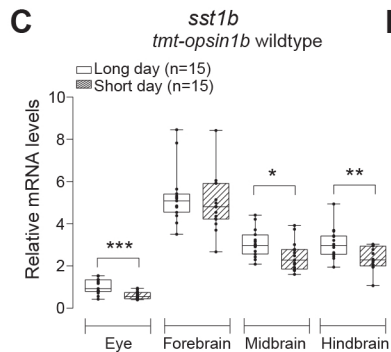 C
sst1b
tmt-opsin1b wildtype
Long day (n=15)
Short day (n=15)
Relative mRNA levels
10
8
6
4
2
0
***
*
**
Eye Forebrain Midbrain Hindbrain